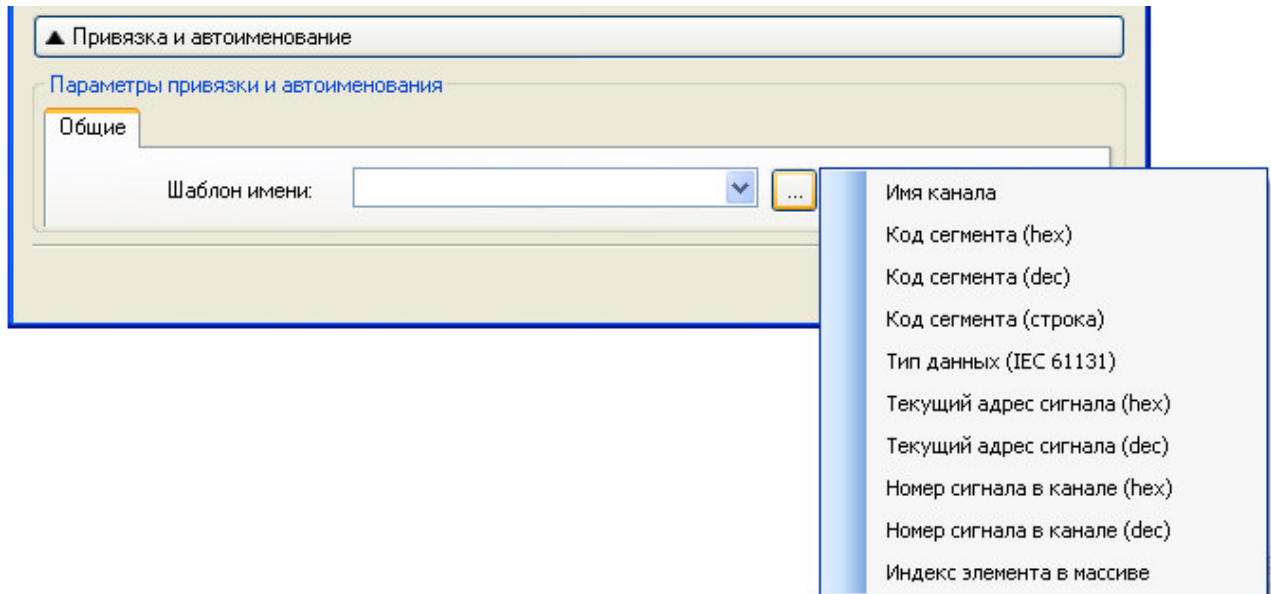 Привязка и автоименование
Параметры привязки и автоименования
Общие
Шаблон имени:
...
Имя канала
Код сегмента (hex)
Код сегмента (dec)
Код сегмента (строка)
Тип данных (IEC 61131)
Текущий адрес сигнала (hex)
Текущий адрес сигнала (dec)
Номер сигнала в канале (hex)
Номер сигнала в канале (dec)
Индекс элемента в массиве